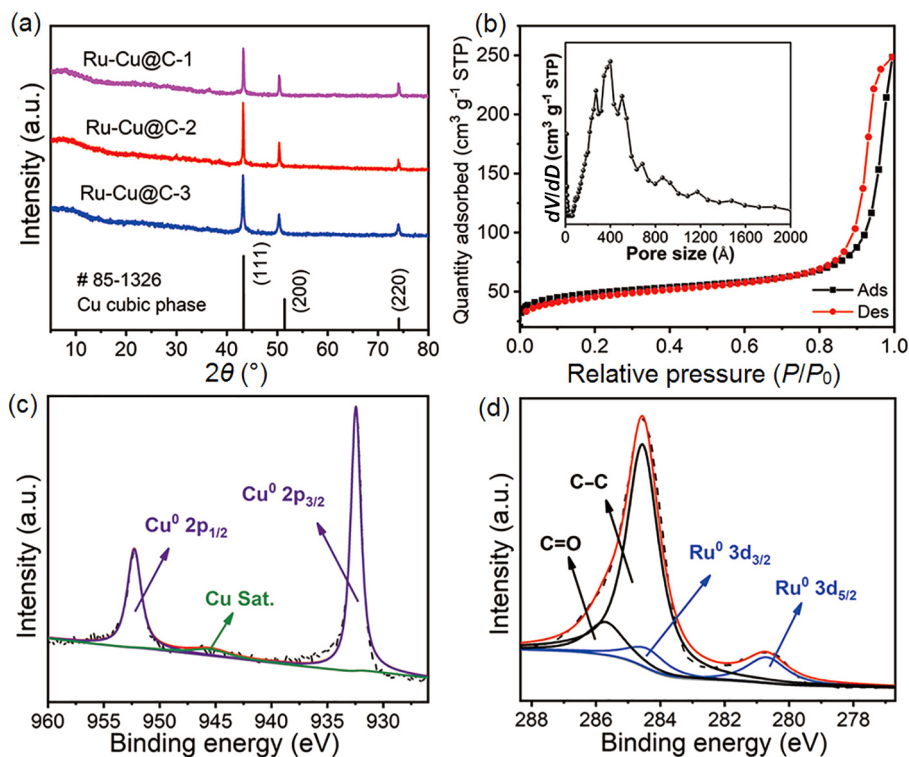 (a)
Ru-Cu@C-1
Ru-Cu@C-2
Ru-Cu@C-3
# 85-1326
Cu cubic phase
(111)
(200)
(220)
Intensity (a.u.)
10 20 30 40 50 60 70 80
2θ (°)
(b)
Quantity adsorbed (cm³ g⁻¹ STP)
250
200
150
100
50
0
dV/dD (cm³ g⁻¹ STP)
0 400 800 1200 1600 2000
Pore size (Å)
Ads
Des
0.0 0.2 0.4 0.6 0.8 1.0
Relative pressure (P/P₀)
(c)
Cu⁰ 2p₃/₂
Cu⁰ 2p₁/₂
Cu Sat.
Intensity (a.u.)
960 955 950 945 940 935 930
Binding energy (eV)
(d)
C–C
C=O
Ru⁰ 3d₃/₂
Ru⁰ 3d₅/₂
Intensity (a.u.)
288 286 284 282 280 278
Binding energy (eV)